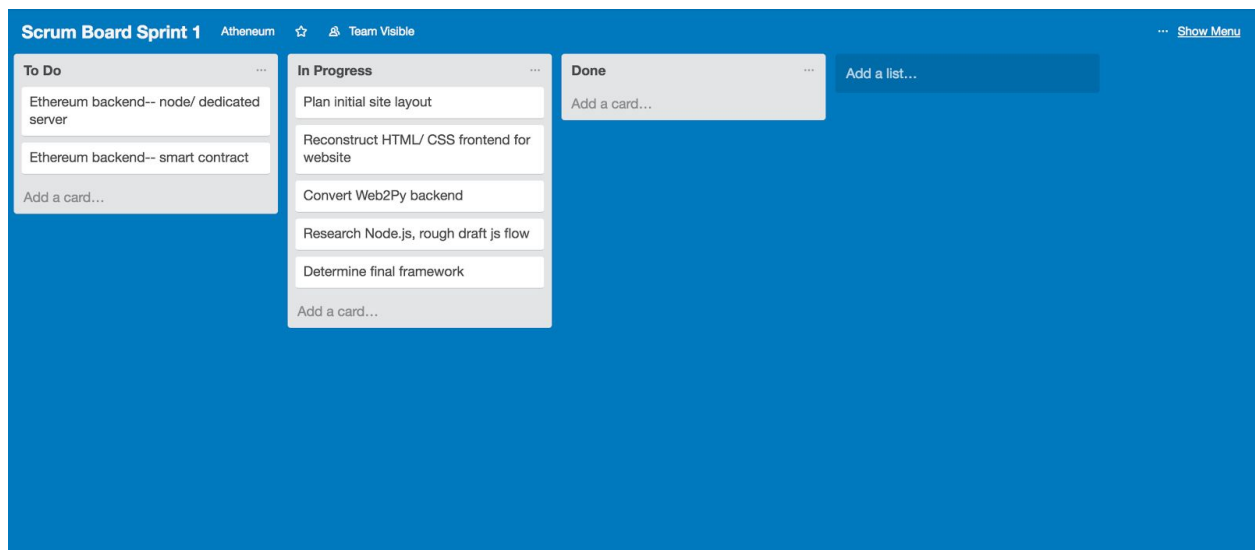 Scrum Board Sprint 1 Atheneum Team Visible ... Show Menu
To Do ...
Ethereum backend-- node/ dedicated
server
Ethereum backend-- smart contract
Add a card...
In Progress ...
Plan initial site layout
Reconstruct HTML/ CSS frontend for
website
Convert Web2Py backend
Research Node.js, rough draft js flow
Determine final framework
Add a card...
Done ...
Add a card...
Add a list...